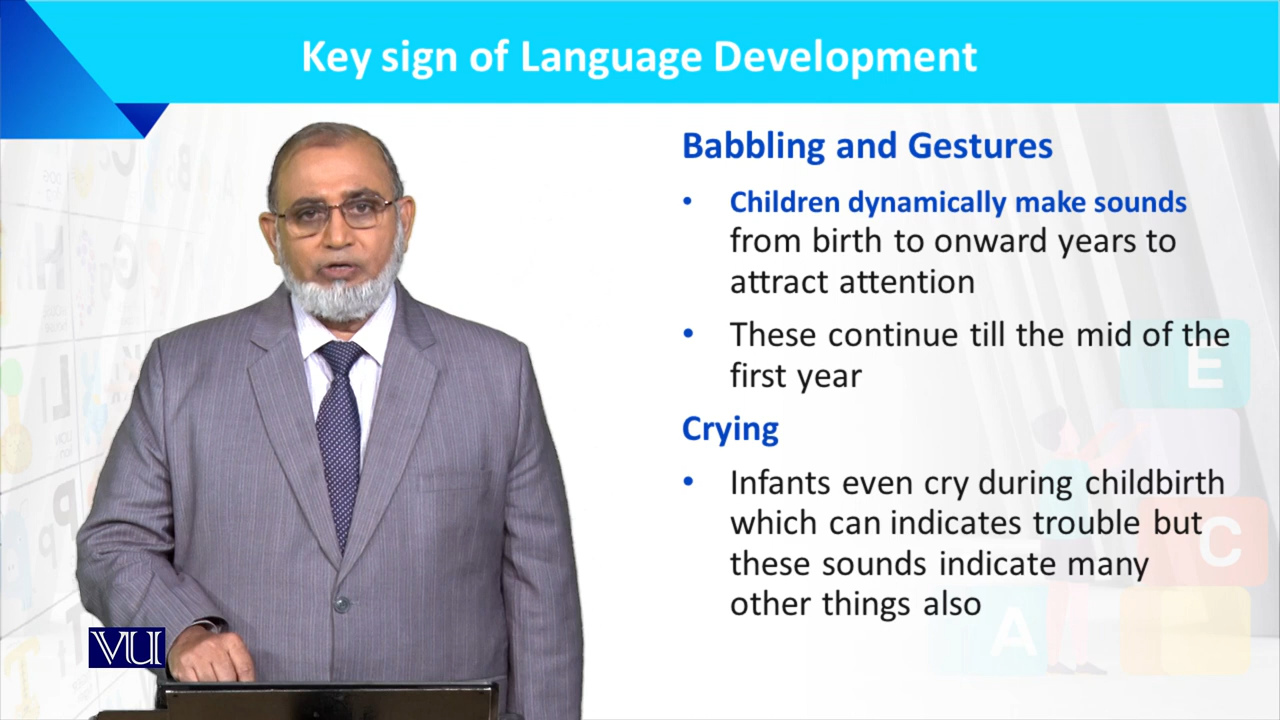 Key sign of Language Development
Babbling and Gestures
• Children dynamically make sounds
from birth to onward years to
attract attention
• These continue till the mid of the
first year
Crying
• Infants even cry during childbirth
which can indicates trouble but
these sounds indicate many
other things also
VU
E
C
A